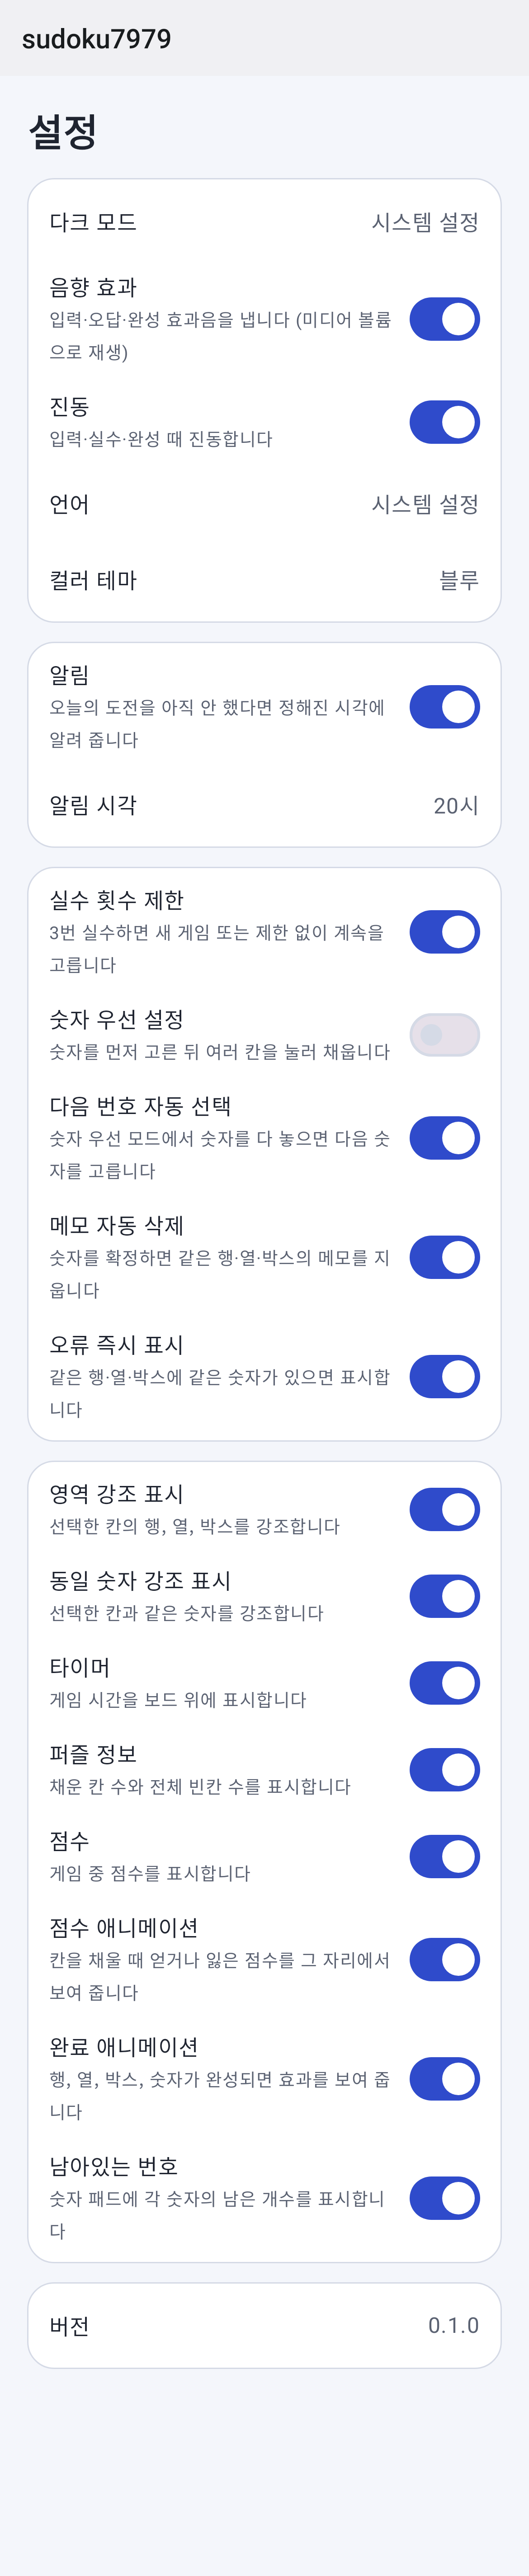 sudoku7979
설정
다크 모드 시스템 설정
음향 효과
입력·오답·완성 효과음을 냅니다 (미디어 볼륨
으로 재생)
진동
입력·실수·완성 때 진동합니다
언어 시스템 설정
컬러 테마 블루
알림
오늘의 도전을 아직 안 했다면 정해진 시각에
알려 줍니다
알림 시각 20시
실수 횟수 제한
3번 실수하면 새 게임 또는 제한 없이 계속을
고릅니다
숫자 우선 설정
숫자를 먼저 고른 뒤 여러 칸을 눌러 채웁니다
다음 번호 자동 선택
숫자 우선 모드에서 숫자를 다 놓으면 다음 숫
자를 고릅니다
메모 자동 삭제
숫자를 확정하면 같은 행·열·박스의 메모를 지
웁니다
오류 즉시 표시
같은 행·열·박스에 같은 숫자가 있으면 표시합
니다
영역 강조 표시
선택한 칸의 행, 열, 박스를 강조합니다
동일 숫자 강조 표시
선택한 칸과 같은 숫자를 강조합니다
타이머
게임 시간을 보드 위에 표시합니다
퍼즐 정보
채운 칸 수와 전체 빈칸 수를 표시합니다
점수
게임 중 점수를 표시합니다
점수 애니메이션
칸을 채울 때 얻거나 잃은 점수를 그 자리에서
보여 줍니다
완료 애니메이션
행, 열, 박스, 숫자가 완성되면 효과를 보여 줍
니다
남아있는 번호
숫자 패드에 각 숫자의 남은 개수를 표시합니
다
버전 0.1.0